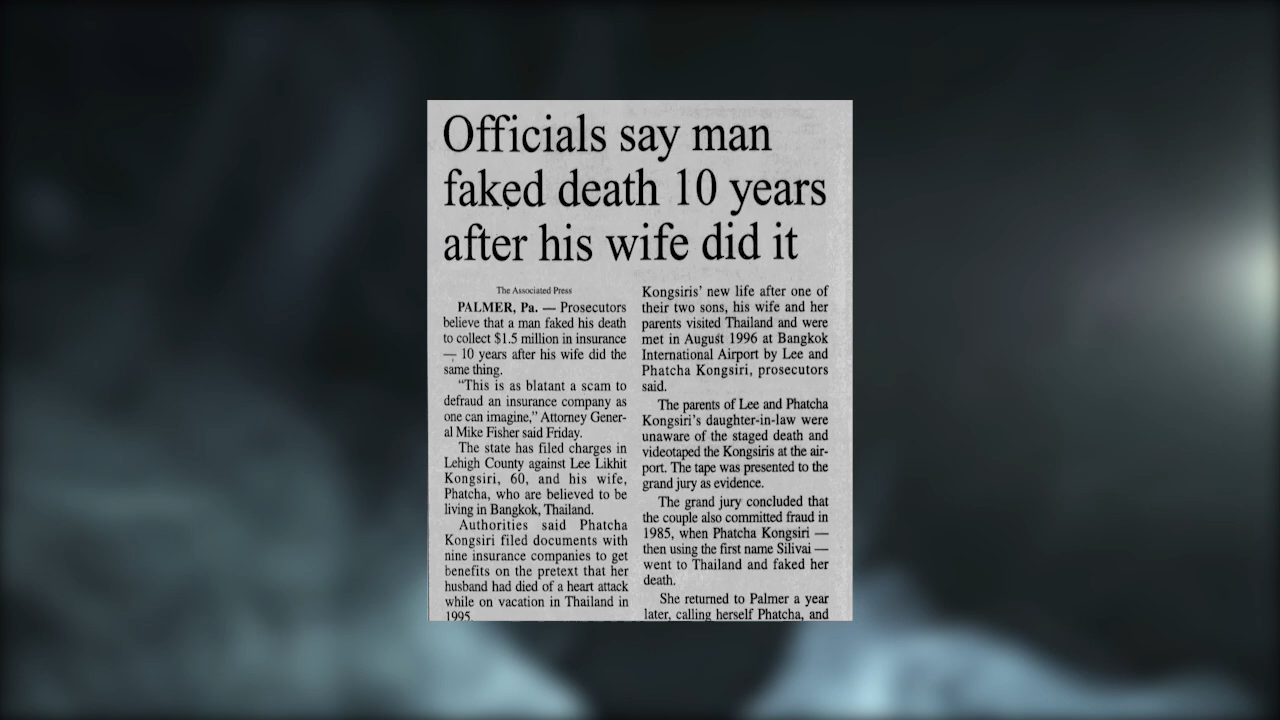 Officials say man
faked death 10 years
after his wife did it
The Associated Press
PALMER, Pa. — Prosecutors
believe that a man faked his death
to collect $1.5 million in insurance
— 10 years after his wife did the
same thing.
“This is as blatant a scam to
defraud an insurance company as
one can imagine,” Attorney Gener-
al Mike Fisher said Friday.
The state has filed charges in
Lehigh County against Lee Likhit
Kongsiri, 60, and his wife,
Phatcha, who are believed to be
living in Bangkok, Thailand.
Authorities said Phatcha
Kongsiri filed documents with
nine insurance companies to get
benefits on the pretext that her
husband had died of a heart attack
while on vacation in Thailand in
1995.
Kongsiris’ new life after one of
their two sons, his wife and her
parents visited Thailand and were
met in August 1996 at Bangkok
International Airport by Lee and
Phatcha Kongsiri, prosecutors
said.
The parents of Lee and Phatcha
Kongsiri’s daughter-in-law were
unaware of the staged death and
videotaped the Kongsiris at the air-
port. The tape was presented to the
grand jury as evidence.
The grand jury concluded that
the couple also committed fraud in
1985, when Phatcha Kongsiri —
then using the first name Silivai —
went to Thailand and faked her
death.
She returned to Palmer a year
later, calling herself Phatcha, and